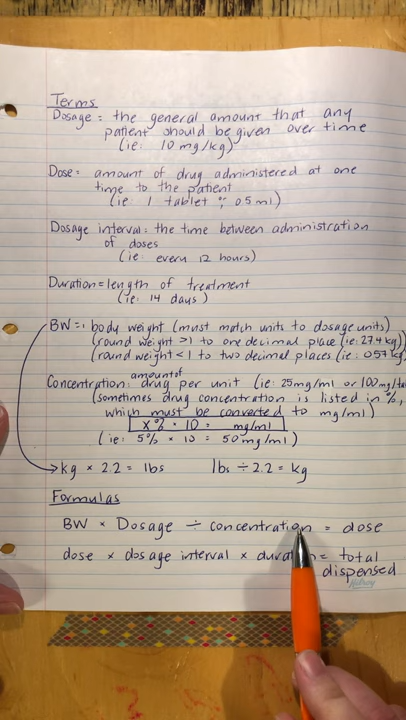 Terms
Dosage = the general amount that any
patient should be given over time
(ie: 10 mg/kg)
Dose = amount of drug administered at one
time to the patient
(ie: 1 tablet or 0.5 ml)
Dosage interval = the time between administration
of doses
(ie: every 12 hours)
Duration = length of treatment
(ie: 14 days)
BW = body weight (must match units to dosage units)
(round weight >1 to one decimal place (ie: 27.4 kg)
(round weight <1 to two decimal places (ie: 0.57 kg)
amount of
Concentration: drug per unit (ie: 25mg/ml or 100mg/
(sometimes drug concentration is listed in %,
which must be converted to mg/ml)
X% × 10 = mg/ml
(ie: 5% × 10 = 50 mg/ml)
kg × 2.2 = lbs lbs ÷ 2.2 = kg
Formulas
BW × Dosage ÷ concentration = dose
dose × dosage interval × duration = total
dispensed